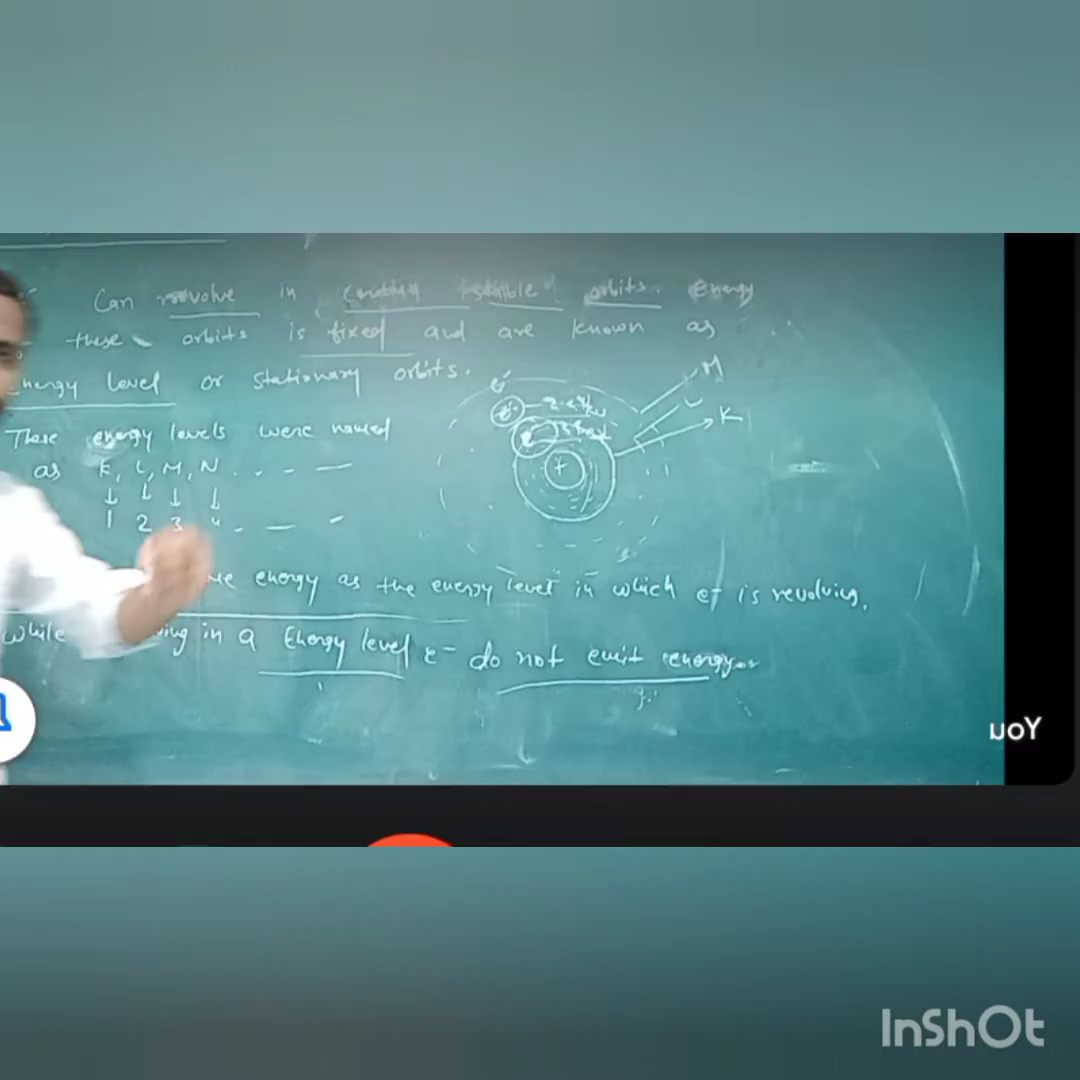 Can revolve in certain stable orbits. energy
these orbits is fixed and are known as
Energy level or stationary orbits.
These energy levels were named
as K, L, M, N . . - —
↓ ↓ ↓ ↓
1 2 3 4 . — -
energy as the energy level in which e⁻ is revolving.
while in a Energy level e⁻ do not emit energy
e⁻
e⁻
e⁻
+
M
L
K
uoY
InShOt